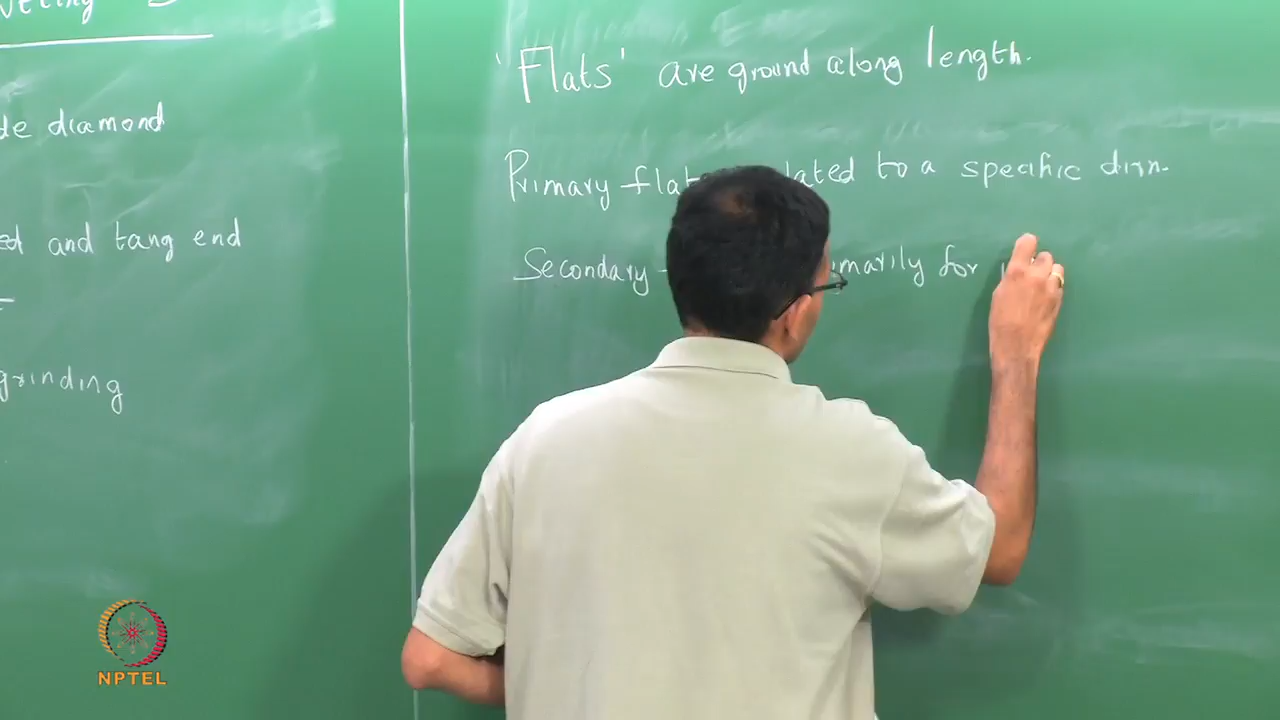 de diamond
ed and tang end
grinding
'Flats' are ground along length.
Primary flat lated to a specific dirn.
Secondary marily for
NPTEL